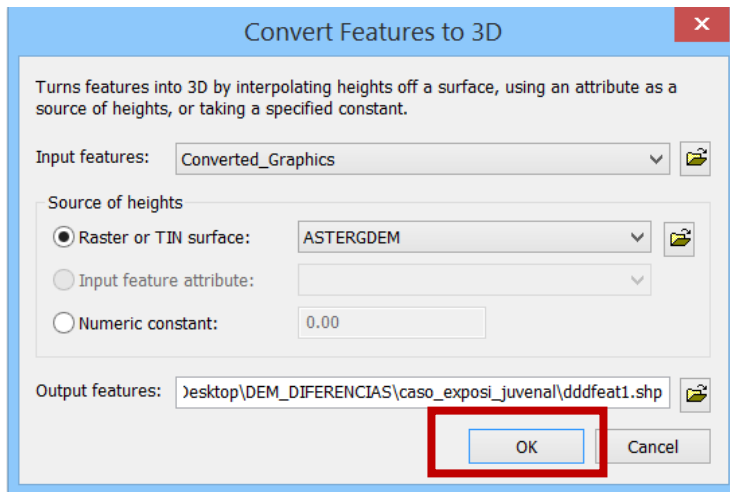 Convert Features to 3D
Turns features into 3D by interpolating heights off a surface, using an attribute as a
source of heights, or taking a specified constant.
Input features: Converted_Graphics
Source of heights
Raster or TIN surface: ASTERGDEM
Input feature attribute:
Numeric constant: 0.00
Output features: Desktop\DEM_DIFERENCIAS\caso_exposi_juvenal\dddfeat1.shp
OK Cancel